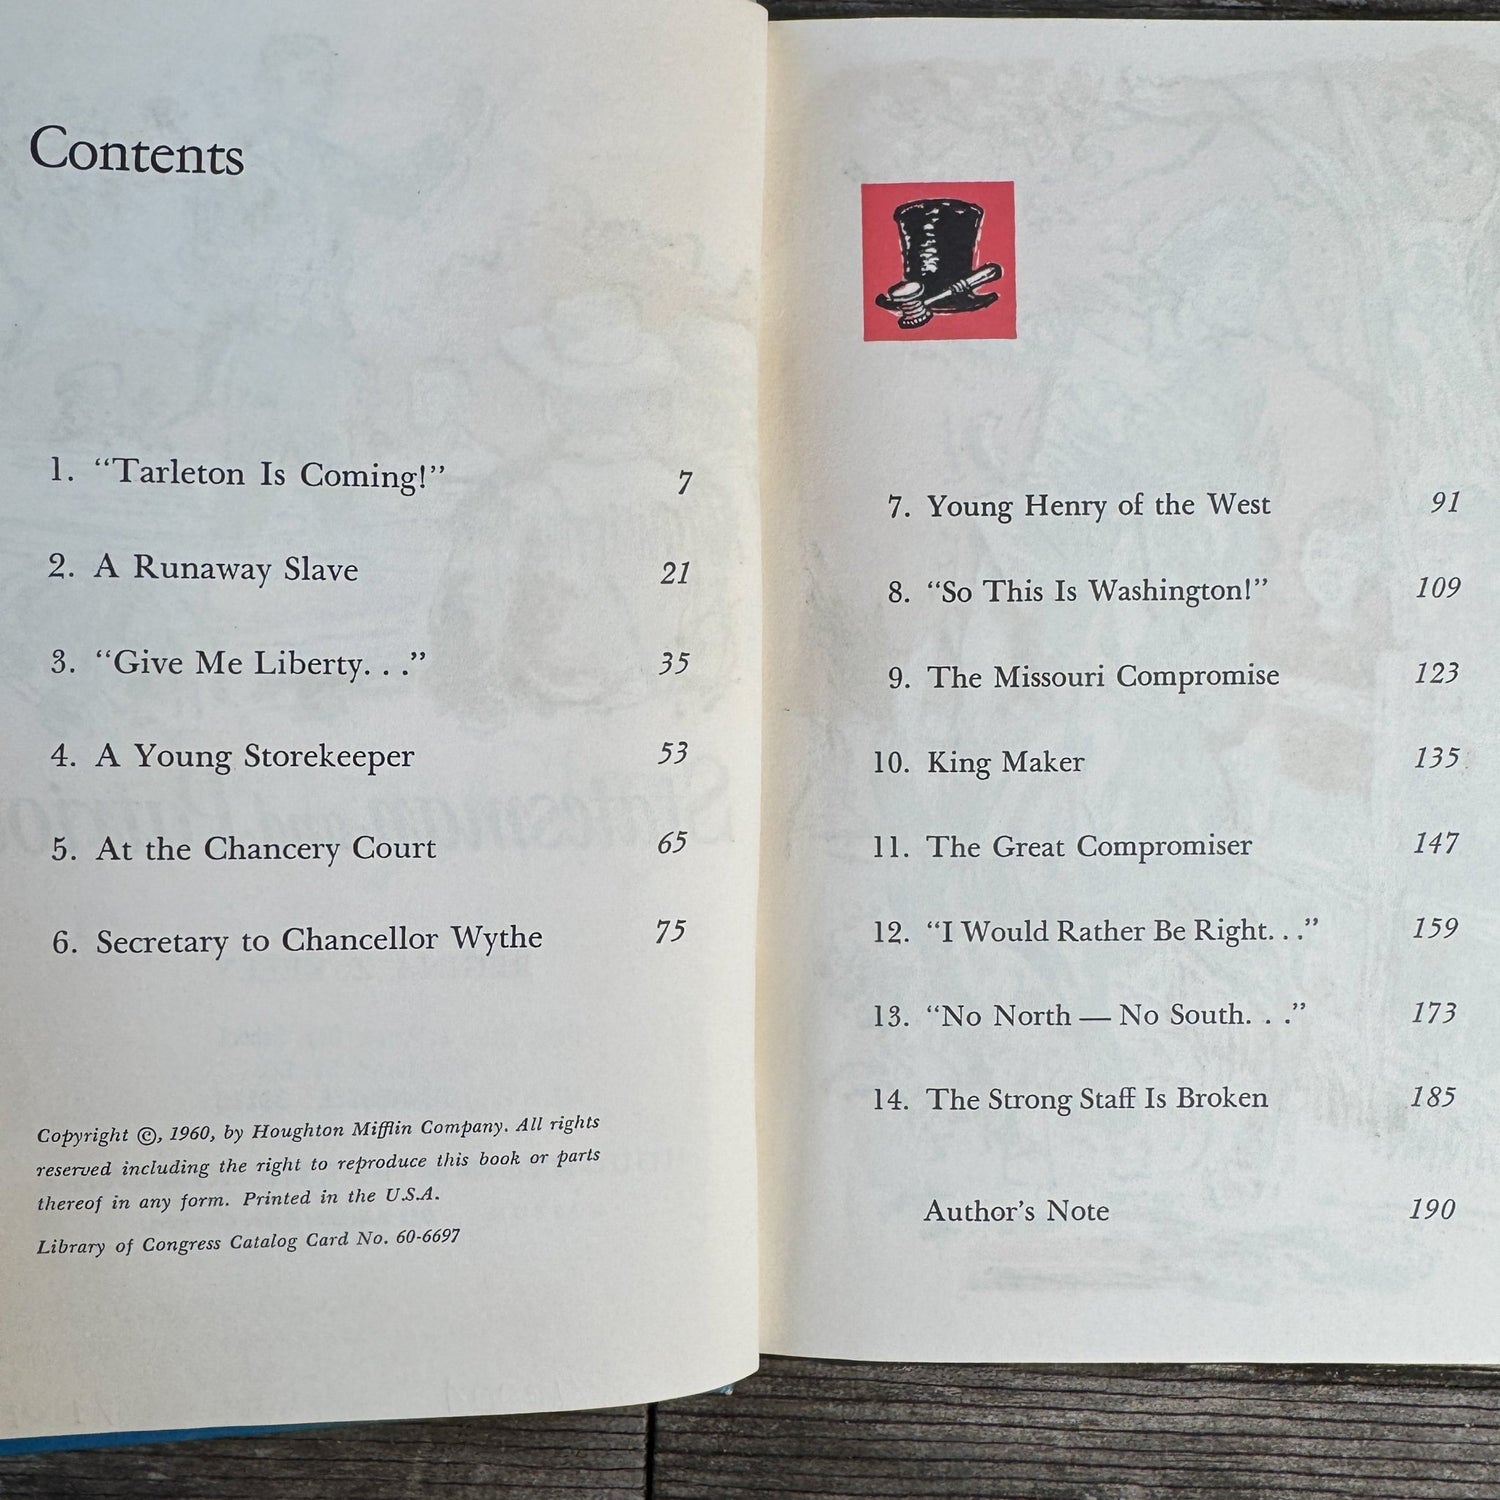 Contents
1. “Tarleton Is Coming!” 7
2. A Runaway Slave 21
3. “Give Me Liberty. . .” 35
4. A Young Storekeeper 53
5. At the Chancery Court 65
6. Secretary to Chancellor Wythe 75
Copyright ©, 1960, by Houghton Mifflin Company. All rights
reserved including the right to reproduce this book or parts
thereof in any form. Printed in the U.S.A.
Library of Congress Catalog Card No. 60-6697
7. Young Henry of the West 91
8. “So This Is Washington!” 109
9. The Missouri Compromise 123
10. King Maker 135
11. The Great Compromiser 147
12. “I Would Rather Be Right. . .” 159
13. “No North — No South. . .” 173
14. The Strong Staff Is Broken 185
Author’s Note 190